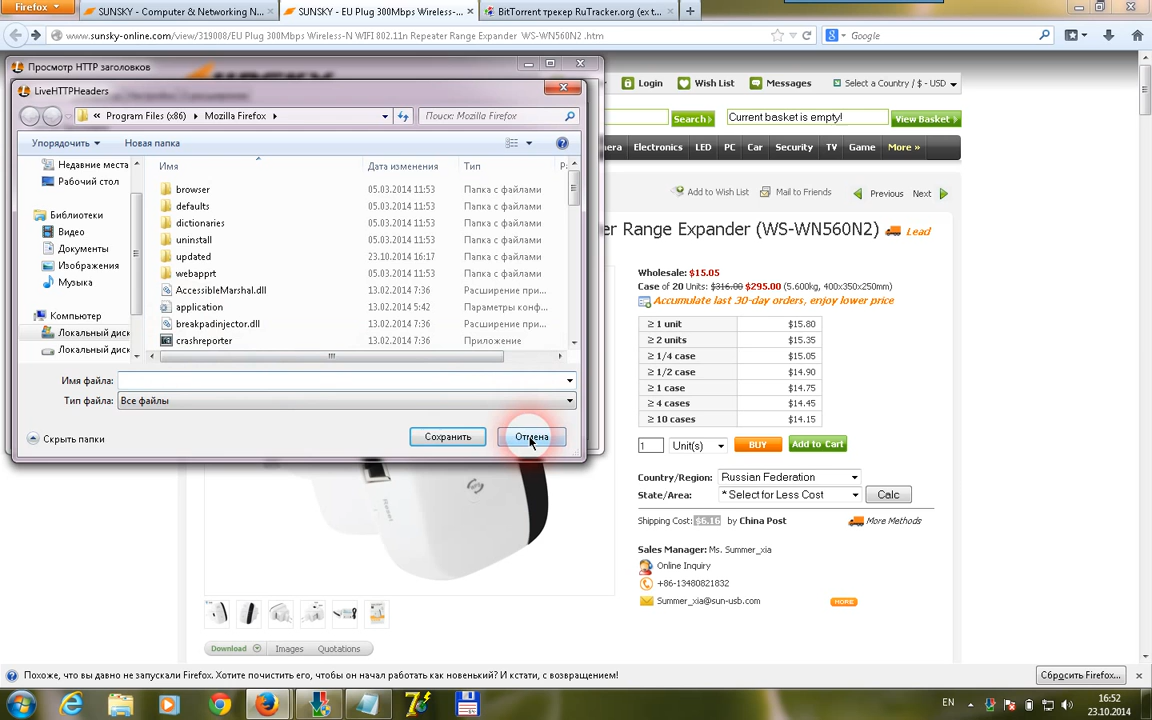 Firefox
SUNSKY - Computer & Networking N...
SUNSKY - EU Plug 300Mbps Wireless-...
BitTorrent трекер RuTracker.org (ex t...
www.sunsky-online.com/view/319008/EU Plug 300Mbps Wireless-N WIFI 802.11n Repeater Range Expander WS-WN560N2 .htm
Google
Просмотр HTTP заголовков
LiveHTTPHeaders
Login
Wish List
Messages
Select a Country / $ - USD
Program Files (x86)
Mozilla Firefox
Поиск: Mozilla Firefox
Search
Current basket is empty!
View Basket
Упорядочить
Новая папка
Electronics
LED
PC
Car
Security
TV
Game
More »
Недавние места
Рабочий стол
Библиотеки
Видео
Документы
Изображения
Музыка
Компьютер
Локальный диск
Локальный диск
Имя
Дата изменения
Тип
browser 05.03.2014 11:53 Папка с файлами
defaults 05.03.2014 11:53 Папка с файлами
dictionaries 05.03.2014 11:53 Папка с файлами
uninstall 05.03.2014 11:53 Папка с файлами
updated 23.10.2014 16:17 Папка с файлами
webapprt 05.03.2014 11:53 Папка с файлами
AccessibleMarshal.dll 13.02.2014 7:36 Расширение при...
application 13.02.2014 5:42 Параметры конф...
breakpadinjector.dll 13.02.2014 7:36 Расширение при...
crashreporter 13.02.2014 7:36 Приложение
Имя файла:
Тип файла: Все файлы
Скрыть папки
Сохранить
Отмена
Add to Wish List
Mail to Friends
Previous
Next
er Range Expander (WS-WN560N2)
Lead
Wholesale: $15.05
Case of 20 Units: $316.00 $295.00 (5.600kg, 400x350x250mm)
Accumulate last 30-day orders, enjoy lower price
≥ 1 unit $15.80
≥ 2 units $15.35
≥ 1/4 case $15.05
≥ 1/2 case $14.90
≥ 1 case $14.75
≥ 4 cases $14.45
≥ 10 cases $14.15
1
Unit(s)
BUY
Add to Cart
Country/Region: Russian Federation
State/Area: * Select for Less Cost
Calc
Shipping Cost: $6.16 by China Post
More Methods
Sales Manager: Ms. Summer_xia
Online Inquiry
+86-13480821832
Summer_xia@sun-usb.com
MORE
Reset
Download
Images
Quotations
Похоже, что вы давно не запускали Firefox. Хотите почистить его, чтобы он начал работать как новенький? И кстати, с возвращением!
Сбросить Firefox...
EN
16:52
23.10.2014